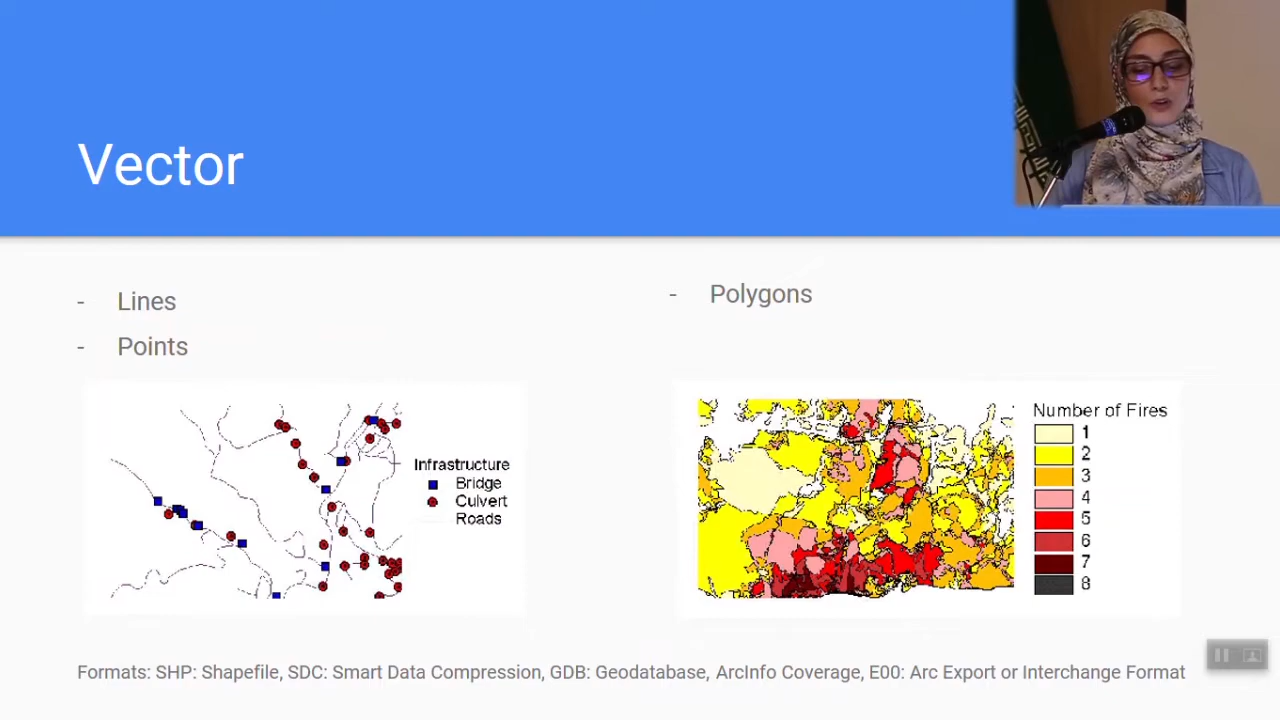 Vector
- Lines
- Points
- Polygons
Infrastructure
Bridge
Culvert
Roads
Number of Fires
1
2
3
4
5
6
7
8
Formats: SHP: Shapefile, SDC: Smart Data Compression, GDB: Geodatabase, ArcInfo Coverage, E00: Arc Export or Interchange Format